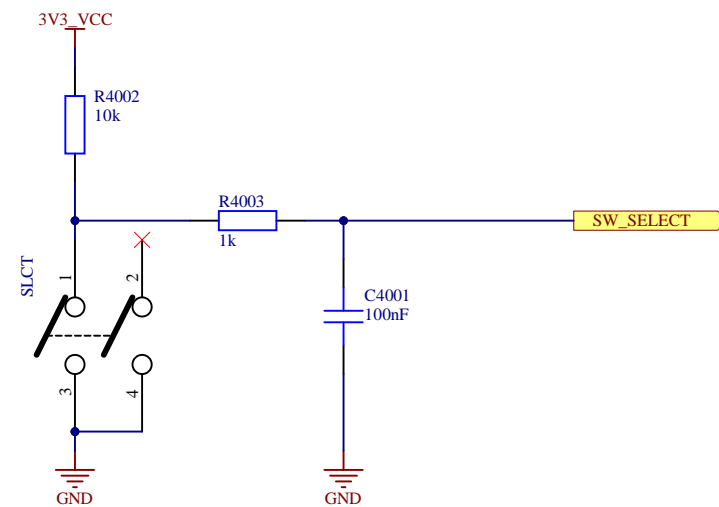 3V3_VCC
R4002
10k
R4003
1k
SW_SELECT
SLCT
1
2
C4001
100nF
3
4
GND
GND